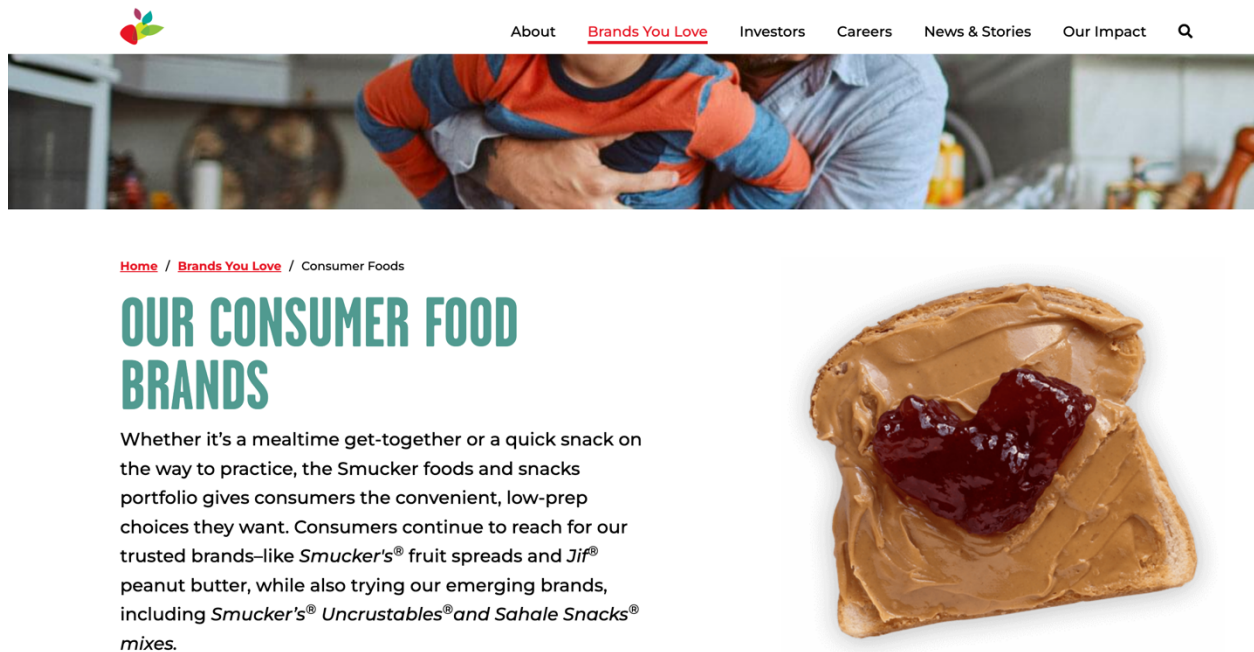 About Brands You Love Investors Careers News & Stories Our Impact
Home / Brands You Love / Consumer Foods
OUR CONSUMER FOOD
BRANDS
Whether it’s a mealtime get-together or a quick snack on
the way to practice, the Smucker foods and snacks
portfolio gives consumers the convenient, low-prep
choices they want. Consumers continue to reach for our
trusted brands–like Smucker's® fruit spreads and Jif®
peanut butter, while also trying our emerging brands,
including Smucker’s® Uncrustables®and Sahale Snacks®
mixes.